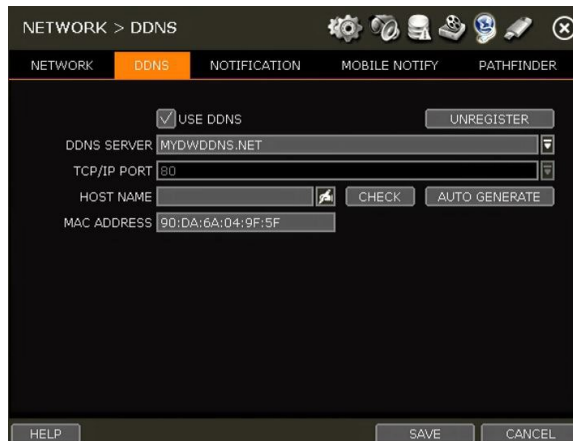 NETWORK > DDNS
NETWORK DDNS NOTIFICATION MOBILE NOTIFY PATHFINDER
USE DDNS UNREGISTER
DDNS SERVER MYDWDDNS.NET
TCP/IP PORT 80
HOST NAME CHECK AUTO GENERATE
MAC ADDRESS 90:DA:6A:04:9F:5F
HELP SAVE CANCEL